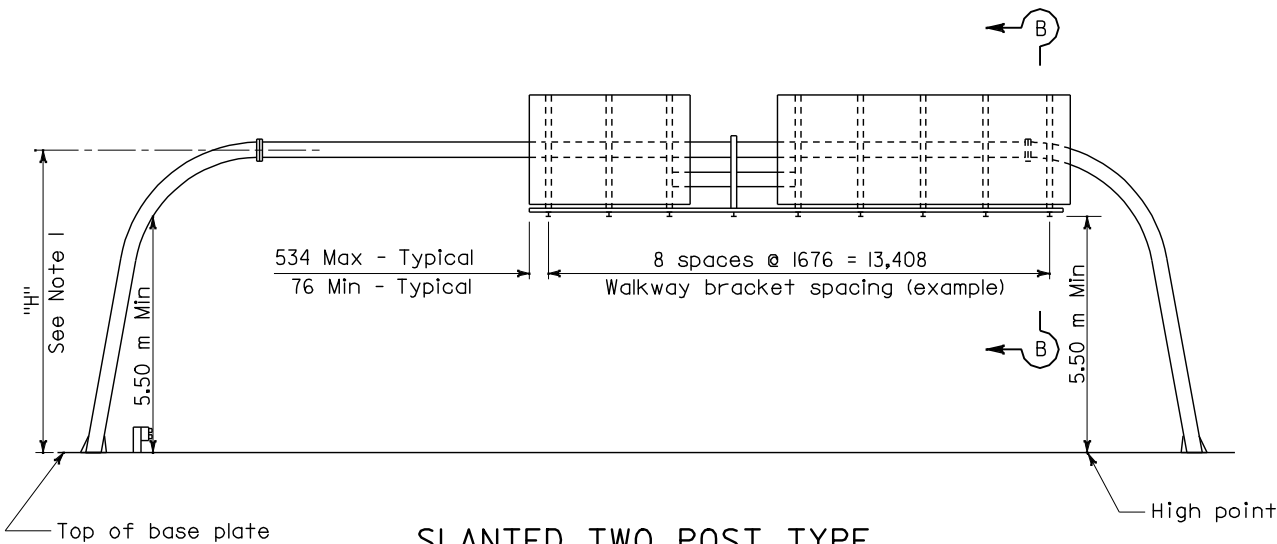 B
534 Max - Typical
76 Min - Typical
8 spaces @ 1676 = 13,408
Walkway bracket spacing (example)
"H"
See Note 1
5.50 m Min
5.50 m Min
B
Top of base plate
High point
SLANTED TWO POST TYPE